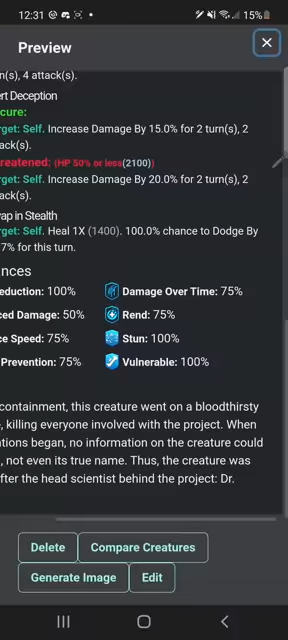 12:31 15%
Preview
n(s), 4 attack(s).
ert Deception
cure:
rget: Self. Increase Damage By 15.0% for 2 turn(s), 2
ck(s).
reatened: (HP 50% or less(2100)
rget: Self. Increase Damage By 20.0% for 2 turn(s), 2
ack(s).
wap in Stealth
rget: Self. Heal 1X (1400). 100.0% chance to Dodge By
7% for this turn.
ances
eduction: 100% Damage Over Time: 75%
ced Damage: 50% Rend: 75%
ce Speed: 75% Stun: 100%
Prevention: 75% Vulnerable: 100%
containment, this creature went on a bloodthirsty
, killing everyone involved with the project. When
ations began, no information on the creature could
, not even its true name. Thus, the creature was
fter the head scientist behind the project: Dr.
Delete Compare Creatures
Generate Image Edit